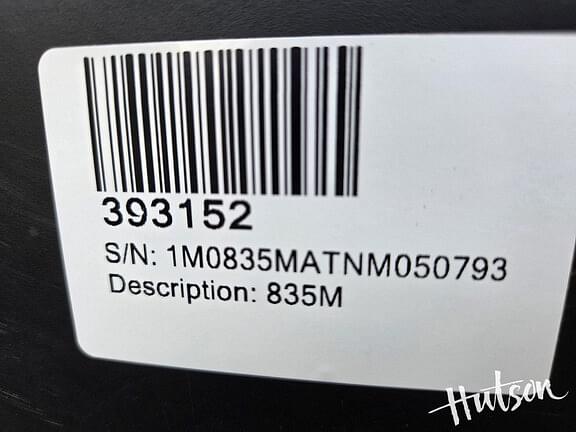 393152
S/N: 1M0835MATNM050793
Description: 835M
Hutson